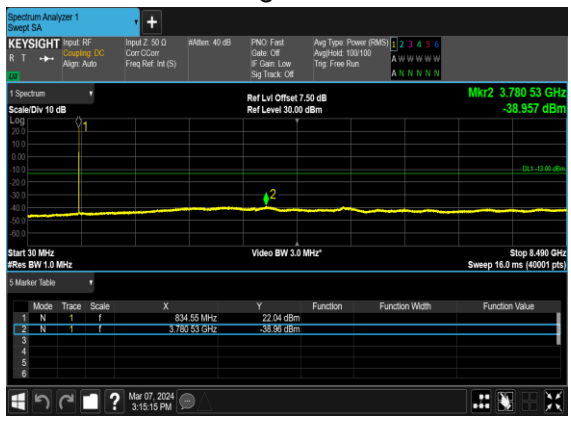 Spectrum Analyzer 1
Swept SA
+
KEYSIGHT Input: RF Input Z: 50 Ω #Atten: 40 dB PNO: Fast Avg Type: Power (RMS) 1 2 3 4 5 6
R T Coupling: DC Corr CCorr Gate: Off Avg|Hold: 100/100 A W W W W W
Align: Auto Freq Ref: Int (S) IF Gain: Low Trig: Free Run
LU Sig Track: Off A N N N N N
1 Spectrum Ref Lvl Offset 7.50 dB Mkr2 3.780 53 GHz
Scale/Div 10 dB Ref Level 30.00 dBm -38.957 dBm
Log
20.0 1
10.0
0.00
-10.0 DL1 -13.00 dBm
-20.0
-30.0 2
-40.0
-50.0
-60.0
Start 30 MHz Video BW 3.0 MHz* Stop 8.490 GHz
#Res BW 1.0 MHz Sweep 16.0 ms (40001 pts)
5 Marker Table
Mode Trace Scale X Y Function Function Width Function Value
1 N 1 f 834.55 MHz 22.04 dBm
2 N 1 f 3.780 53 GHz -38.96 dBm
3
4
5
6
? Mar 07, 2024
3:15:15 PM